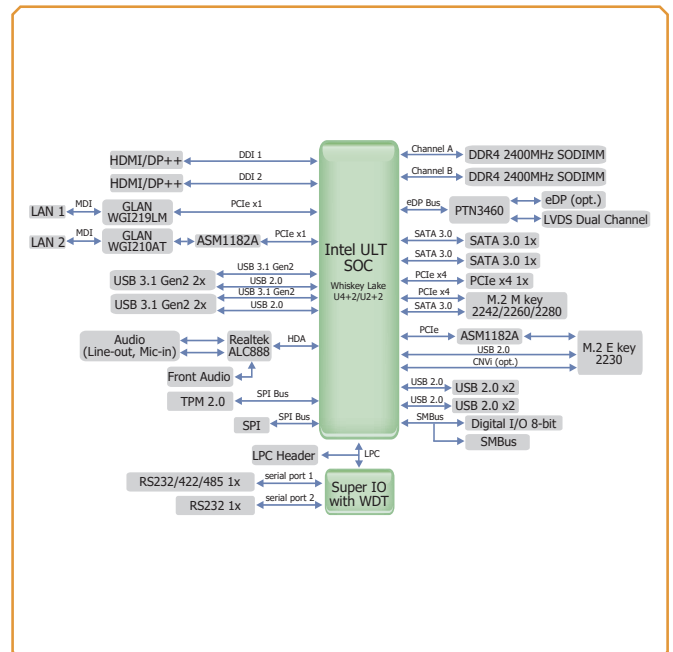 HDMI/DP++
DDI 1
HDMI/DP++
DDI 2
LAN 1
MDI
GLAN
WGI219LM
PCIe x1
LAN 2
MDI
GLAN
WGI210AT
ASM1182A
PCIe x1
USB 3.1 Gen2 2x
USB 3.1 Gen2
USB 2.0
USB 3.1 Gen2 2x
USB 3.1 Gen2
USB 2.0
Audio
(Line-out, Mic-in)
Realtek
ALC888
HDA
Front Audio
TPM 2.0
SPI Bus
SPI
SPI Bus
Intel ULT
SOC
Whiskey Lake
U4+2/U2+2
Channel A
DDR4 2400MHz SODIMM
Channel B
DDR4 2400MHz SODIMM
eDP Bus
PTN3460
eDP (opt.)
LVDS Dual Channel
SATA 3.0
SATA 3.0 1x
SATA 3.0
SATA 3.0 1x
PCIe x4
PCIe x4 1x
PCIe x4
SATA 3.0
M.2 M key
2242/2260/2280
PCIe
ASM1182A
USB 2.0
CNVi (opt.)
M.2 E key
2230
USB 2.0
USB 2.0 x2
USB 2.0
USB 2.0 x2
SMBus
Digital I/O 8-bit
SMBus
LPC Header
LPC
RS232/422/485 1x
serial port 1
RS232 1x
serial port 2
Super IO
with WDT